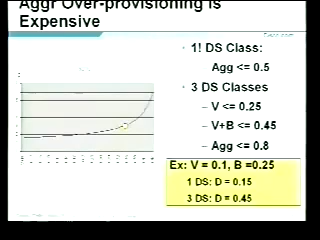 Aggr Over-provisioning is
Expensive
• 1! DS Class:
Agg <= 0.5
• 3 DS Classes
– V <= 0.25
– V+B <= 0.45
– Agg <= 0.8
Ex: V = 0.1, B =0.25
1 DS: D = 0.15
3 DS: D = 0.45